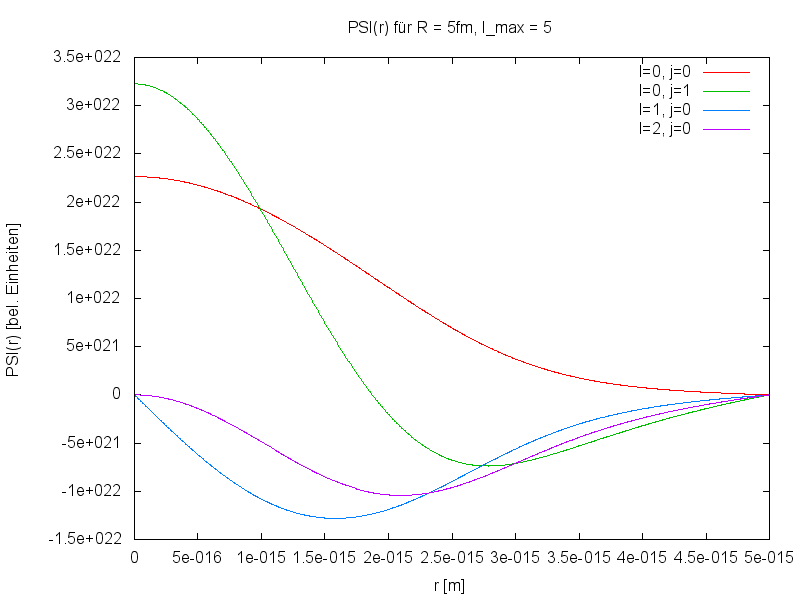 PSI(r) für R = 5fm, l_max = 5
3.5e+022
3e+022
2.5e+022
2e+022
1.5e+022
1e+022
5e+021
0
-5e+021
-1e+022
-1.5e+022
PSI(r) [bel. Einheiten]
l=0, j=0
l=0, j=1
l=1, j=0
l=2, j=0
0 5e-016 1e-015 1.5e-015 2e-015 2.5e-015 3e-015 3.5e-015 4e-015 4.5e-015 5e-015
r [m]